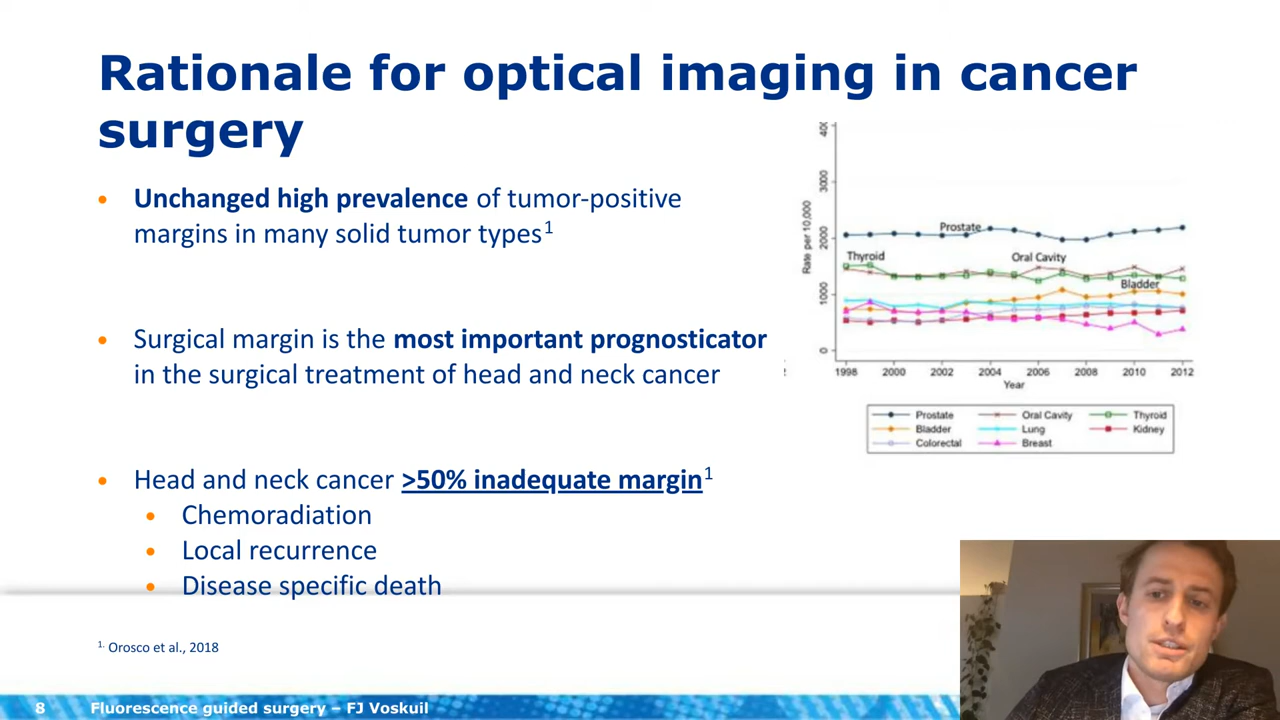 Rationale for optical imaging in cancer
surgery
• Unchanged high prevalence of tumor-positive
margins in many solid tumor types1
• Surgical margin is the most important prognosticator
in the surgical treatment of head and neck cancer
• Head and neck cancer >50% inadequate margin1
• Chemoradiation
• Local recurrence
• Disease specific death
1. Orosco et al., 2018
8 Fluorescence guided surgery – FJ Voskuil
Rate per 10,000
3000
2000
1000
0
Prostate
Thyroid
Oral Cavity
Bladder
1998 2000 2002 2004 2006 2008 2010 2012
Year
Prostate Oral Cavity Thyroid
Bladder Lung Kidney
Colorectal Breast